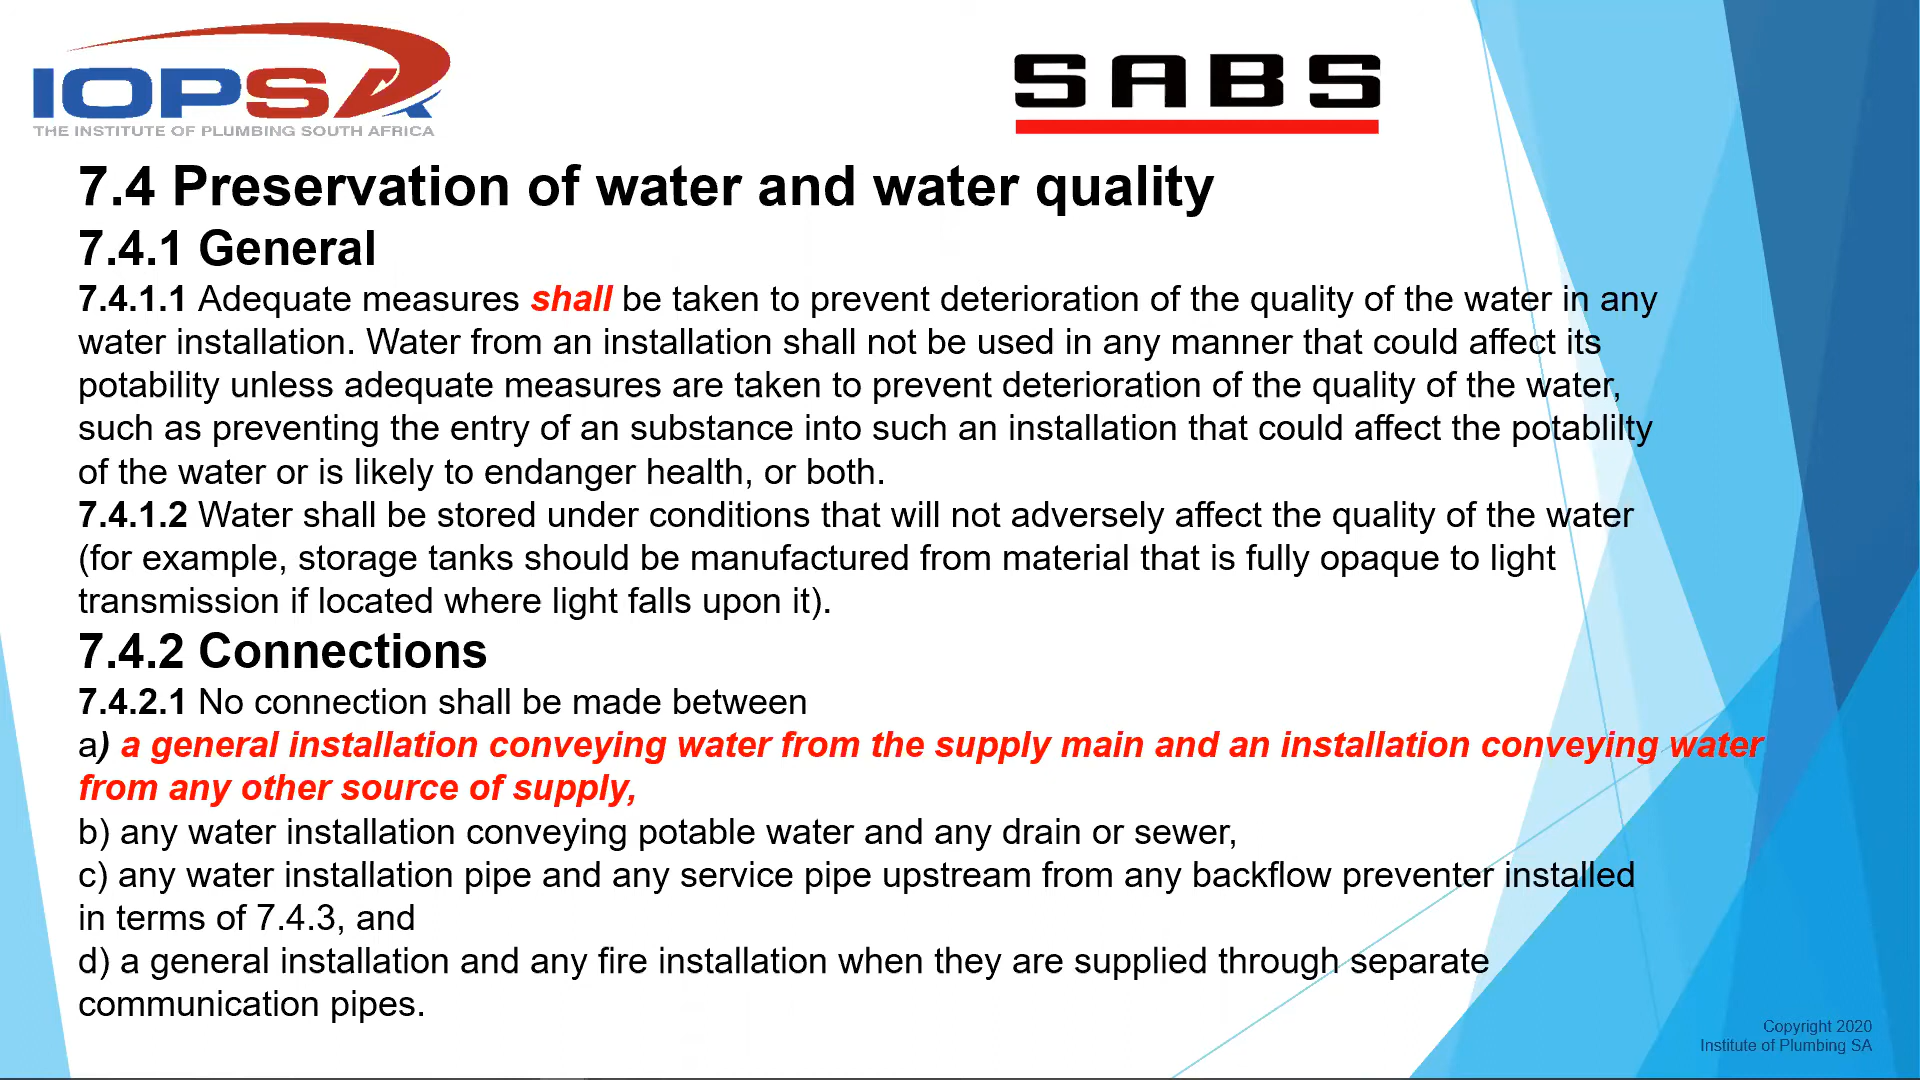 IOPSA
THE INSTITUTE OF PLUMBING SOUTH AFRICA
SABS
7.4 Preservation of water and water quality
7.4.1 General
7.4.1.1 Adequate measures shall be taken to prevent deterioration of the quality of the water in any
water installation. Water from an installation shall not be used in any manner that could affect its
potability unless adequate measures are taken to prevent deterioration of the quality of the water,
such as preventing the entry of an substance into such an installation that could affect the potablilty
of the water or is likely to endanger health, or both.
7.4.1.2 Water shall be stored under conditions that will not adversely affect the quality of the water
(for example, storage tanks should be manufactured from material that is fully opaque to light
transmission if located where light falls upon it).
7.4.2 Connections
7.4.2.1 No connection shall be made between
a) a general installation conveying water from the supply main and an installation conveying water
from any other source of supply,
b) any water installation conveying potable water and any drain or sewer,
c) any water installation pipe and any service pipe upstream from any backflow preventer installed
in terms of 7.4.3, and
d) a general installation and any fire installation when they are supplied through separate
communication pipes.
Copyright 2020
Institute of Plumbing SA